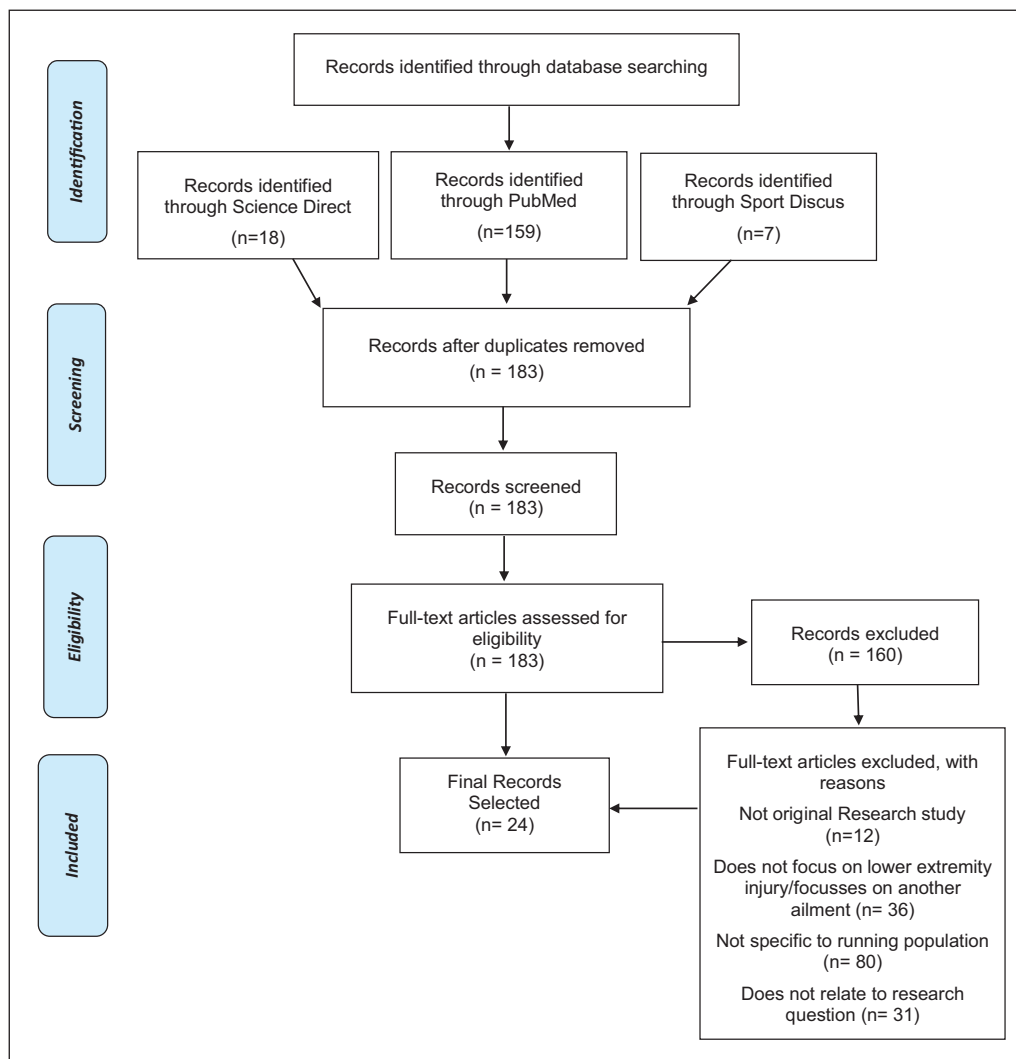 Identification
Records identified through database searching
Records identified
through Science Direct
(n=18)
Records identified
through PubMed
(n=159)
Records identified
through Sport Discus
(n=7)
Screening
Records after duplicates removed
(n = 183)
Records screened
(n = 183)
Eligibility
Full-text articles assessed for
eligibility
(n = 183)
Records excluded
(n = 160)
Included
Final Records
Selected
(n= 24)
Full-text articles excluded, with
reasons
Not original Research study
(n=12)
Does not focus on lower extremity
injury/focusses on another
ailment (n= 36)
Not specific to running population
(n= 80)
Does not relate to research
question (n= 31)